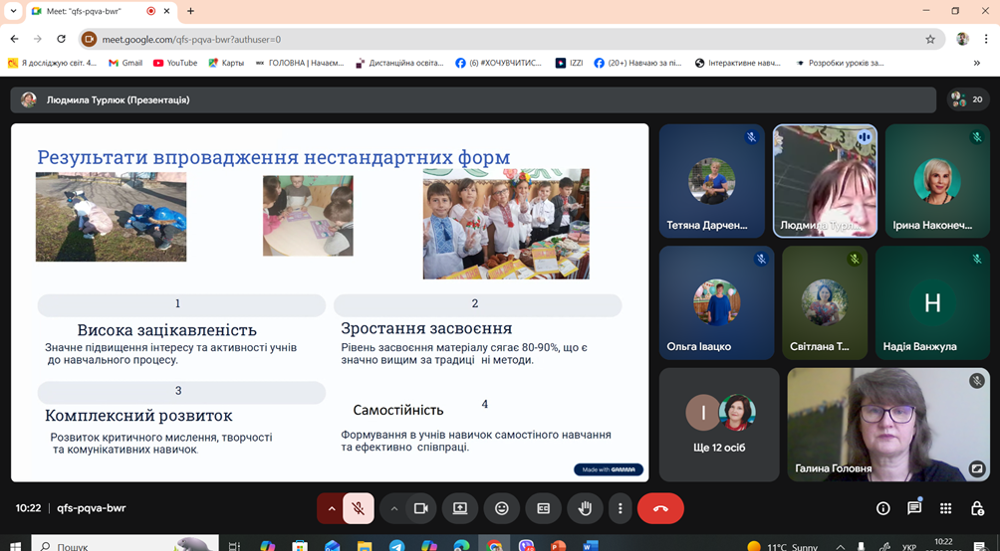 Meet: "qfs-pqva-bwr"
meet.google.com/qfs-pqva-bwr?authuser=0
Я досліджую світ. 4...
Gmail
YouTube
Карты
ГОЛОВНА | Начаєм...
Дистанційна освіта...
(6) #ХОЧУВЧИТИС...
IZZI
(20+) Навчаю за пі...
Інтерактивне навч...
Розробки уроків за...
Людмила Турлюк (Презентація)
20
Результати впровадження нестандартних форм
1
Висока зацікавленість
Значне підвищення інтересу та активності учнів
до навчального процесу.
2
Зростання засвоєння
Рівень засвоєння матеріалу сягає 80-90%, що є
значно вищим за традиці ні методи.
3
Комплексний розвиток
Розвиток критичного мислення, творчості
та комунікативних навичок.
Самостійність
4
Формування в учнів навичок самостіного навчання
та ефективно співпраці.
Made with GAMMA
Тетяна Дарчен...
Людмила Турл...
Ірина Наконеч...
Ольга Івацко
Світлана Т...
Н
Надія Ванжула
І
Ще 12 осіб
Галина Головня
10:22
qfs-pqva-bwr
Пошук
11°C Sunny
УКР
10:22